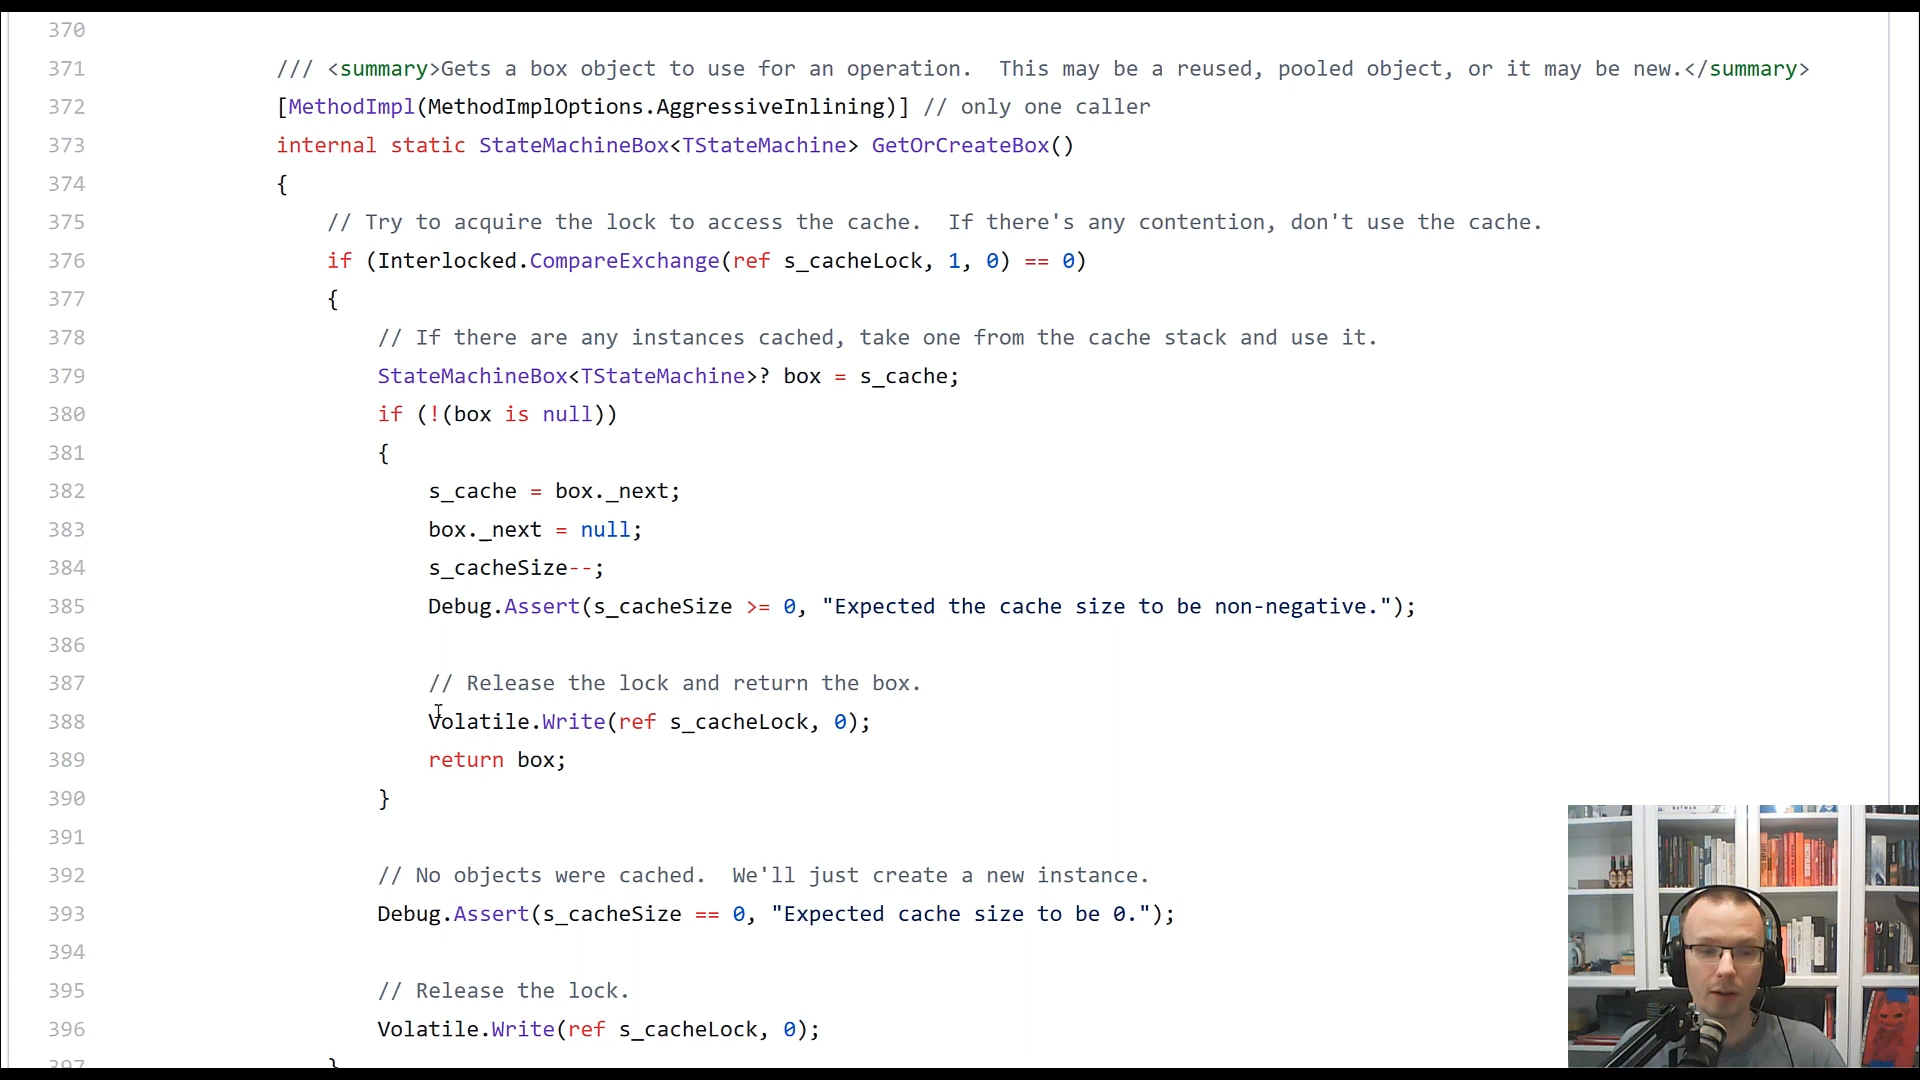 370
371 /// <summary>Gets a box object to use for an operation.  This may be a reused, pooled object, or it may be new.</summary>
372 [MethodImpl(MethodImplOptions.AggressiveInlining)] // only one caller
373 internal static StateMachineBox<TStateMachine> GetOrCreateBox()
374 {
375 // Try to acquire the lock to access the cache.  If there's any contention, don't use the cache.
376 if (Interlocked.CompareExchange(ref s_cacheLock, 1, 0) == 0)
377 {
378 // If there are any instances cached, take one from the cache stack and use it.
379 StateMachineBox<TStateMachine>? box = s_cache;
380 if (!(box is null))
381 {
382 s_cache = box._next;
383 box._next = null;
384 s_cacheSize--;
385 Debug.Assert(s_cacheSize >= 0, "Expected the cache size to be non-negative.");
386
387 // Release the lock and return the box.
388 Volatile.Write(ref s_cacheLock, 0);
389 return box;
390 }
391
392 // No objects were cached.  We'll just create a new instance.
393 Debug.Assert(s_cacheSize == 0, "Expected cache size to be 0.");
394
395 // Release the lock.
396 Volatile.Write(ref s_cacheLock, 0);
397 }